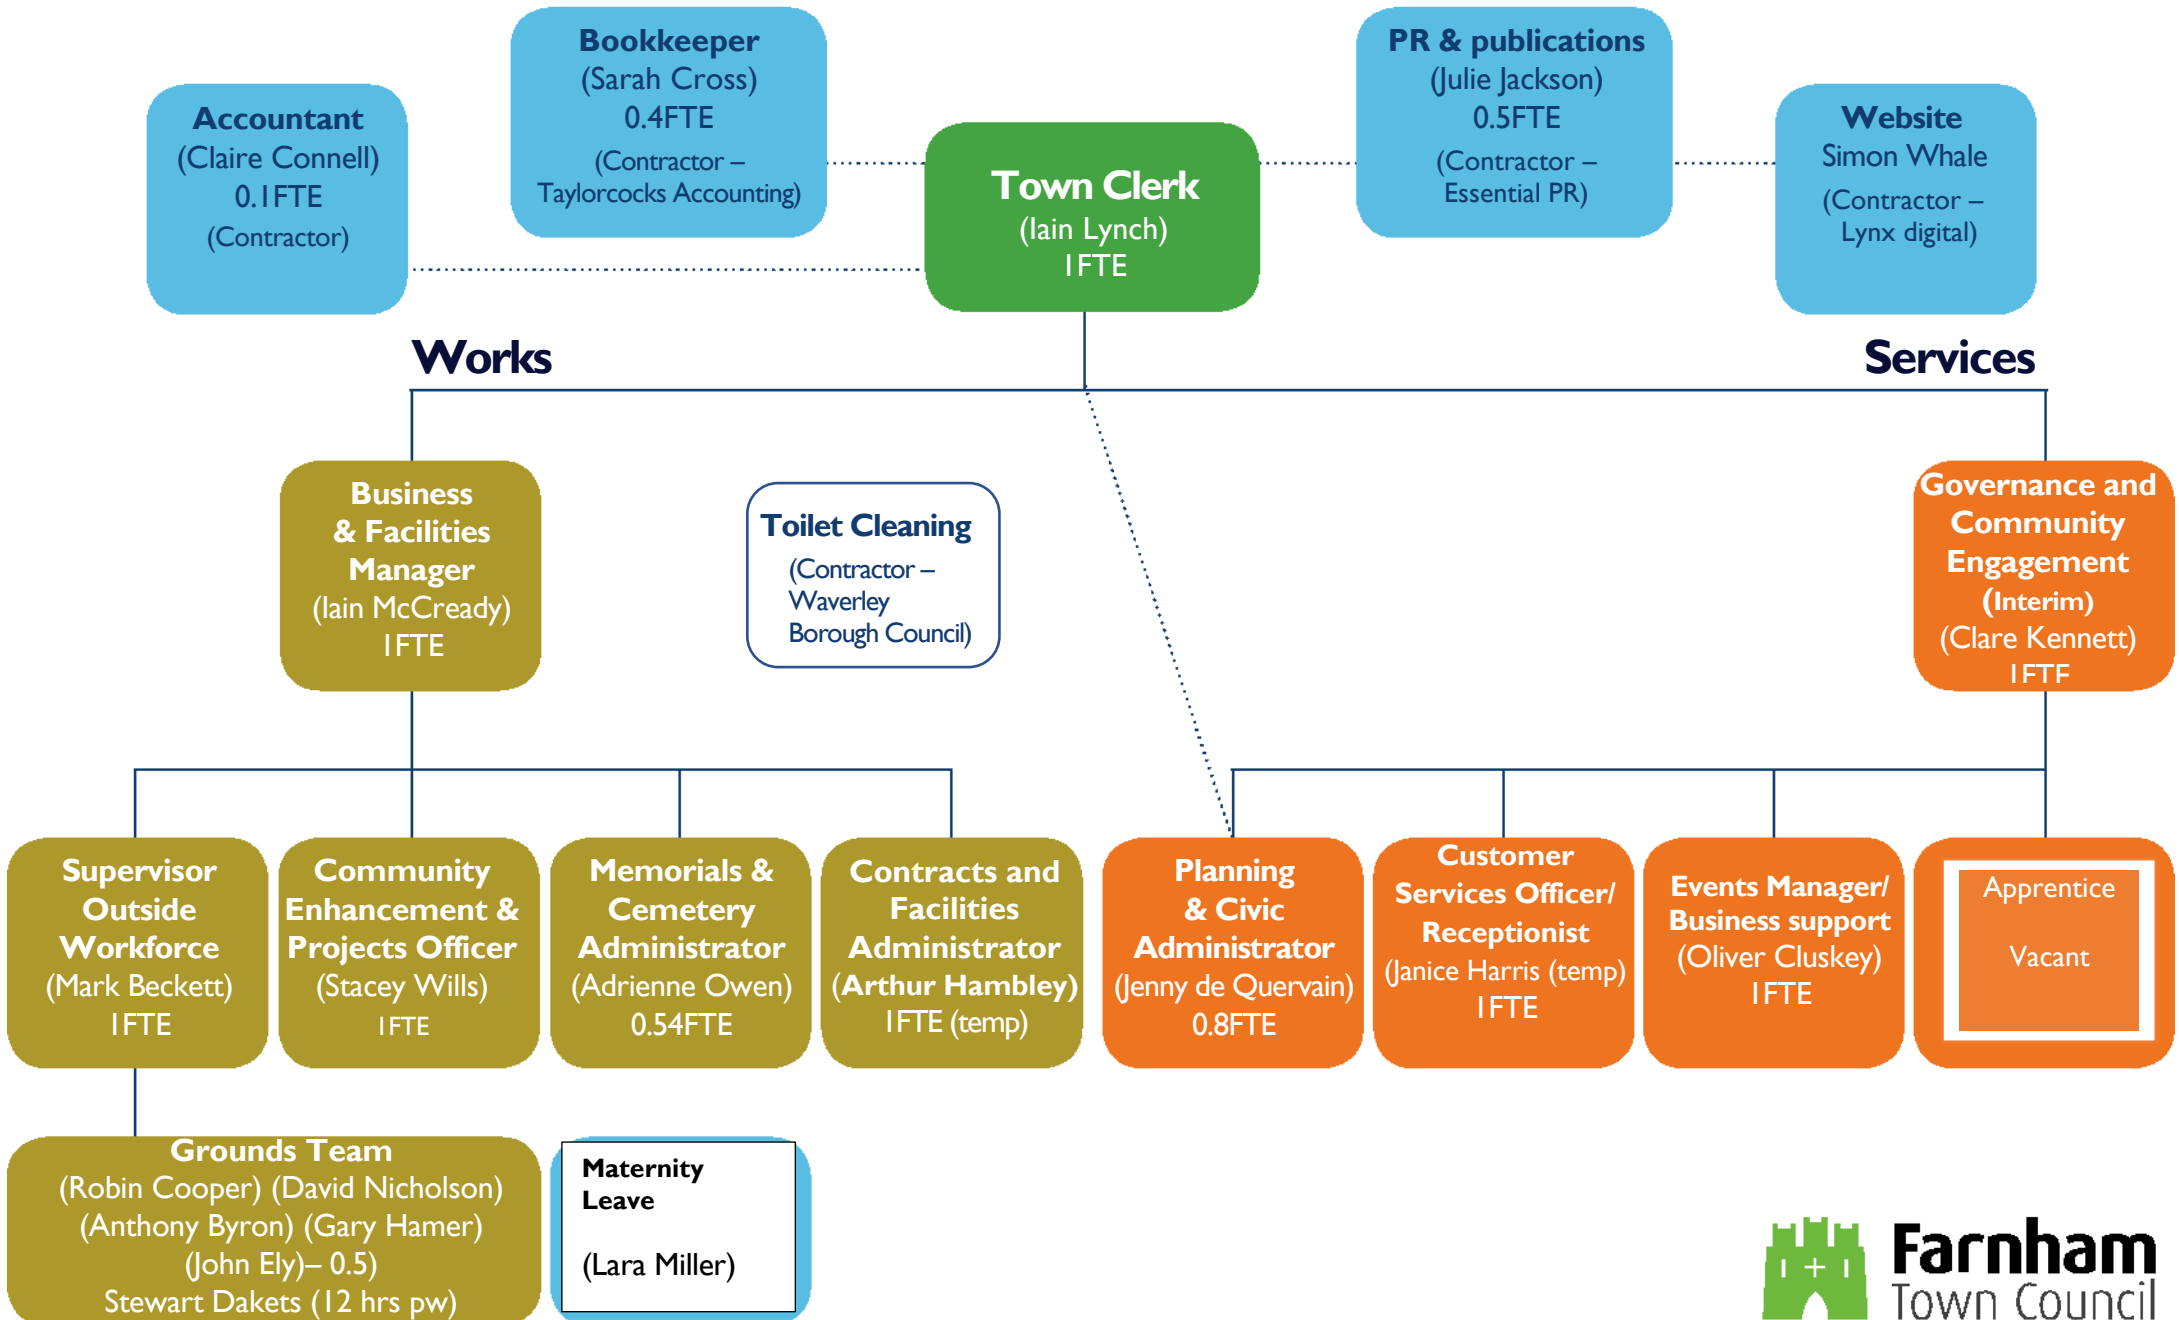 Bookkeeper
(Sarah Cross)
0.4FTE
(Contractor –
Taylorcocks Accounting)
PR & publications
(Julie Jackson)
0.5FTE
(Contractor –
Essential PR)
Accountant
(Claire Connell)
0.1FTE
(Contractor)
Town Clerk
(Iain Lynch)
1FTE
Website
Simon Whale
(Contractor –
Lynx digital)
Works
Services
Business
& Facilities
Manager
(Iain McCready)
1FTE
Toilet Cleaning
(Contractor –
Waverley
Borough Council)
Governance and
Community
Engagement
(Interim)
(Clare Kennett)
1FTE
Supervisor
Outside
Workforce
(Mark Beckett)
1FTE
Community
Enhancement &
Projects Officer
(Stacey Wills)
1FTE
Memorials &
Cemetery
Administrator
(Adrienne Owen)
0.54FTE
Contracts and
Facilities
Administrator
(Arthur Hambley)
1FTE (temp)
Planning
& Civic
Administrator
(Jenny de Quervain)
0.8FTE
Customer
Services Officer/
Receptionist
(Janice Harris (temp)
1FTE
Events Manager/
Business support
(Oliver Cluskey)
1FTE
Apprentice
Vacant
Grounds Team
(Robin Cooper) (David Nicholson)
(Anthony Byron) (Gary Hamer)
(John Ely)– 0.5)
Stewart Dakets (12 hrs pw)
Maternity
Leave
(Lara Miller)
Farnham
Town Council